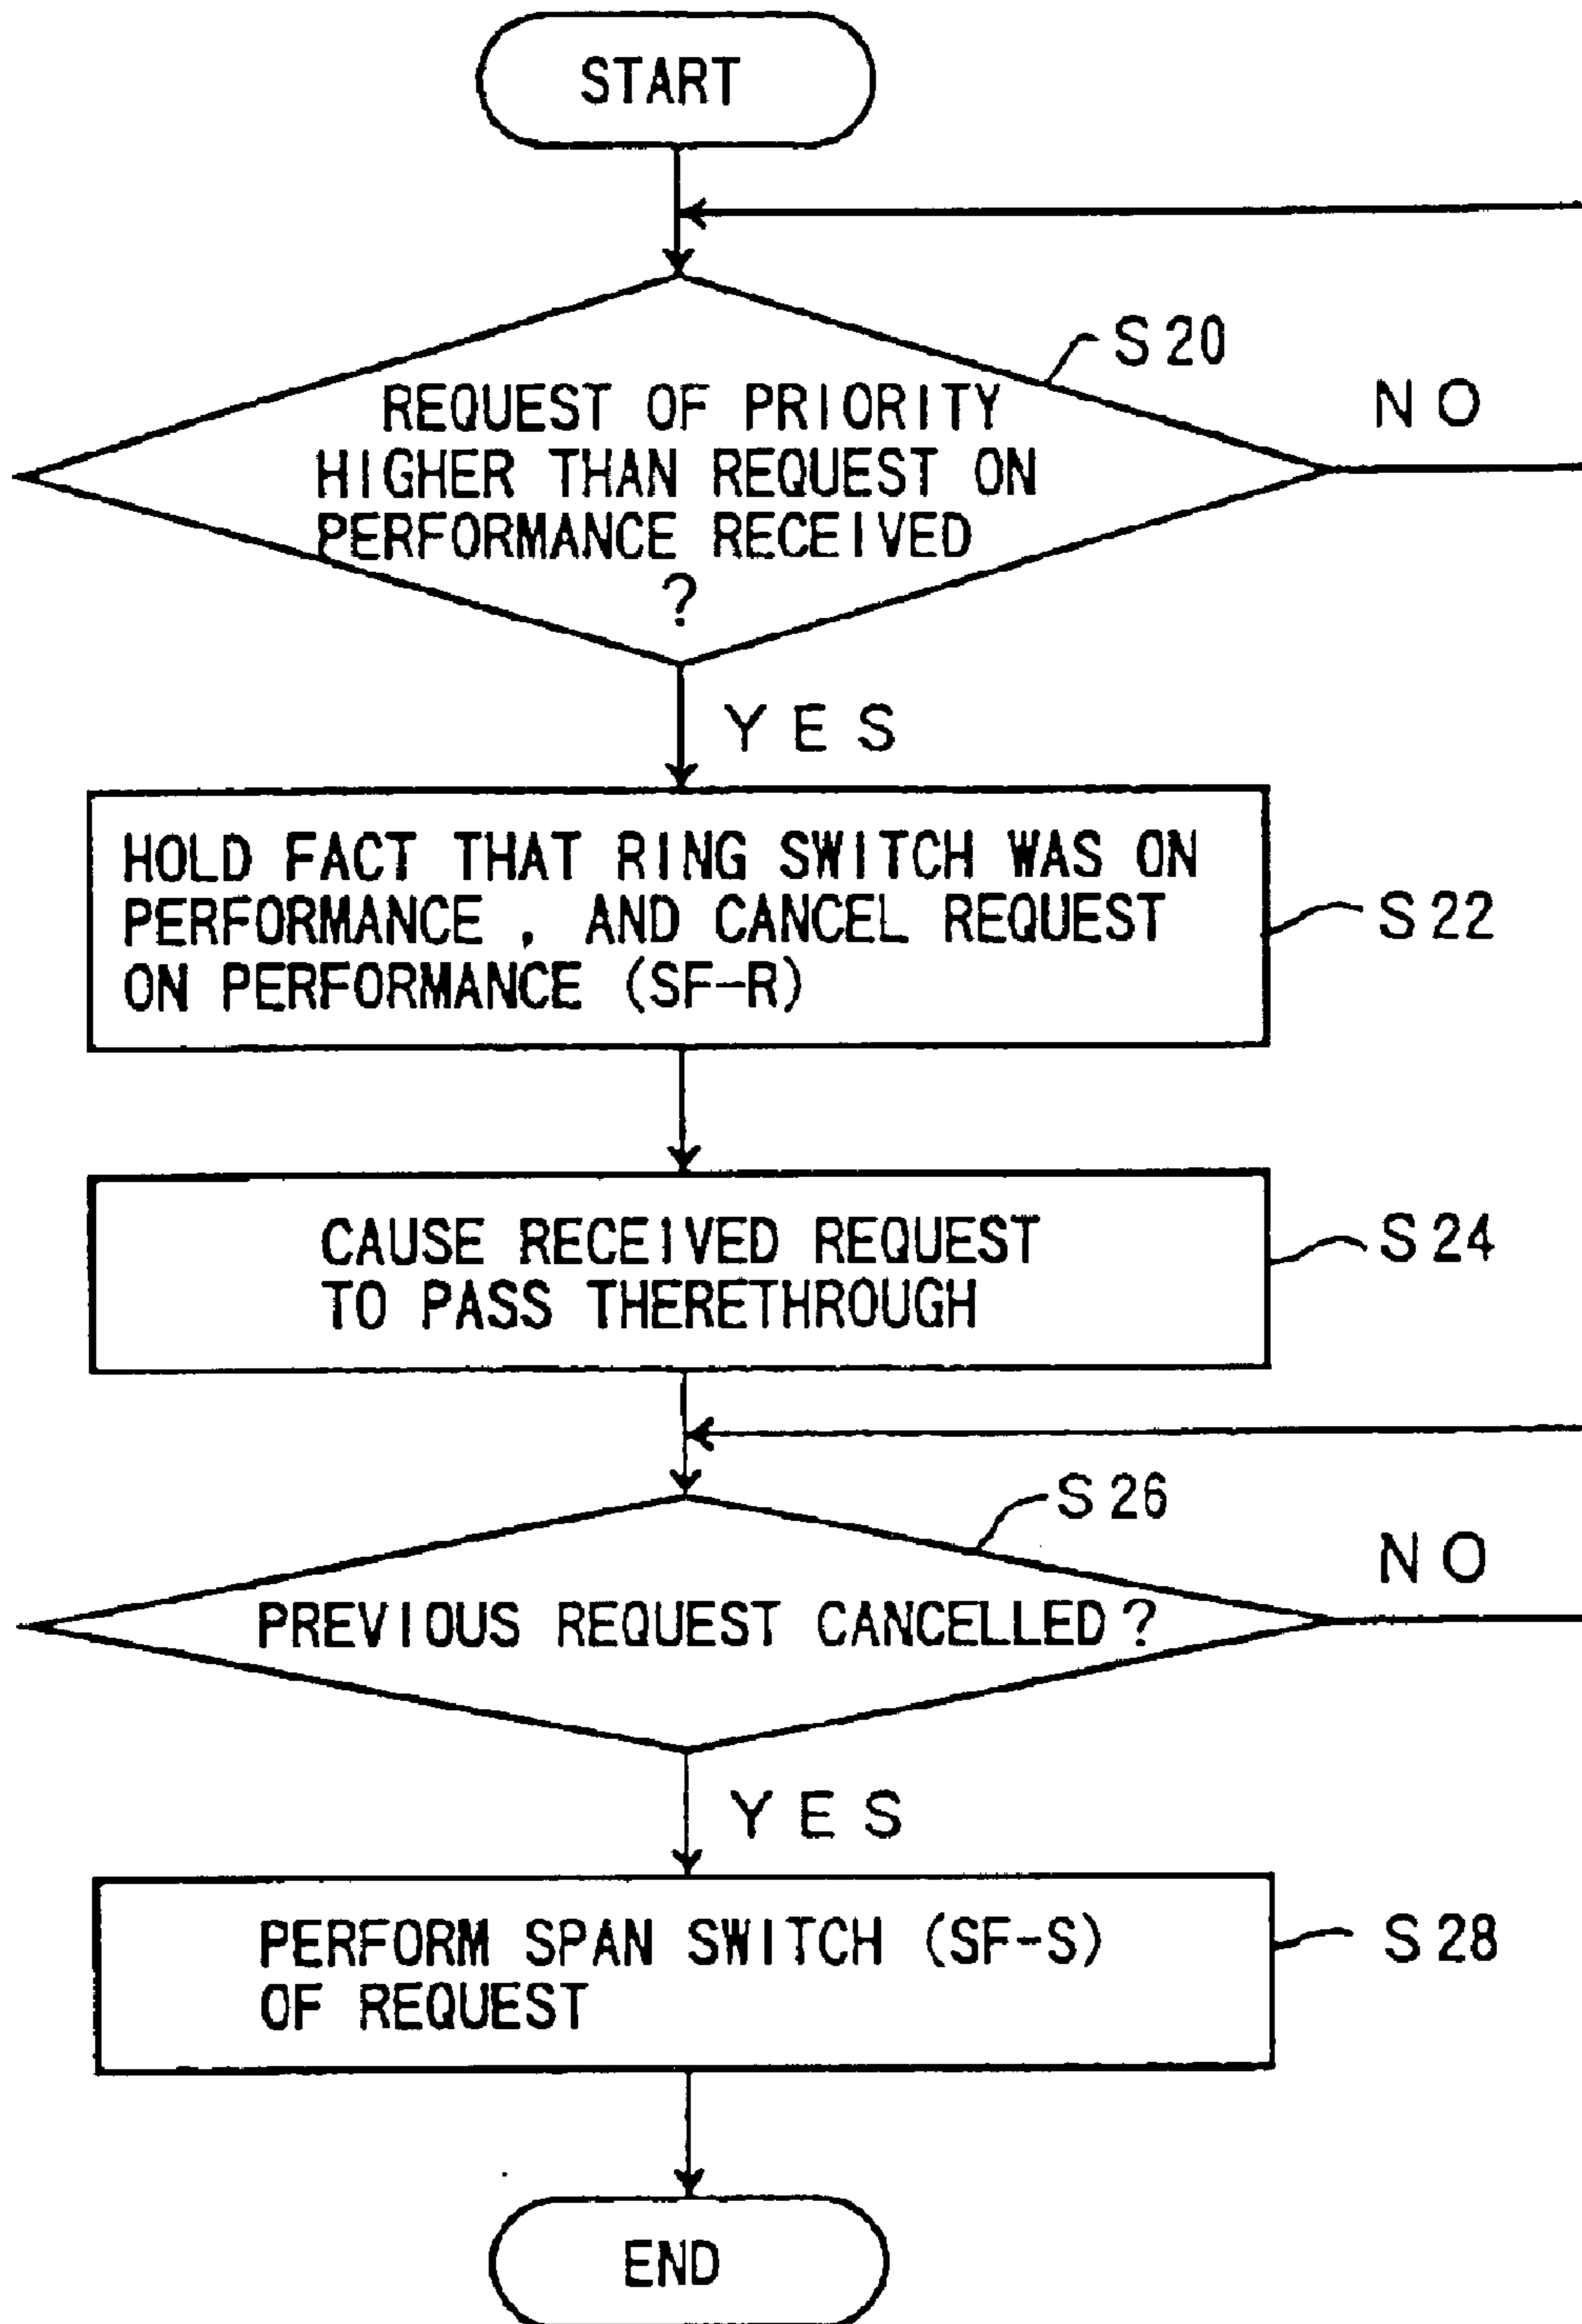 START
S20
REQUEST OF PRIORITY
HIGHER THAN REQUEST ON
PERFORMANCE RECEIVED
?
NO
YES
HOLD FACT THAT RING SWITCH WAS ON
PERFORMANCE, AND CANCEL REQUEST
ON PERFORMANCE (SF-R)
S22
CAUSE RECEIVED REQUEST
TO PASS THERETHROUGH
S24
S26
PREVIOUS REQUEST CANCELLED?
NO
YES
PERFORM SPAN SWITCH (SF-S)
OF REQUEST
S28
END